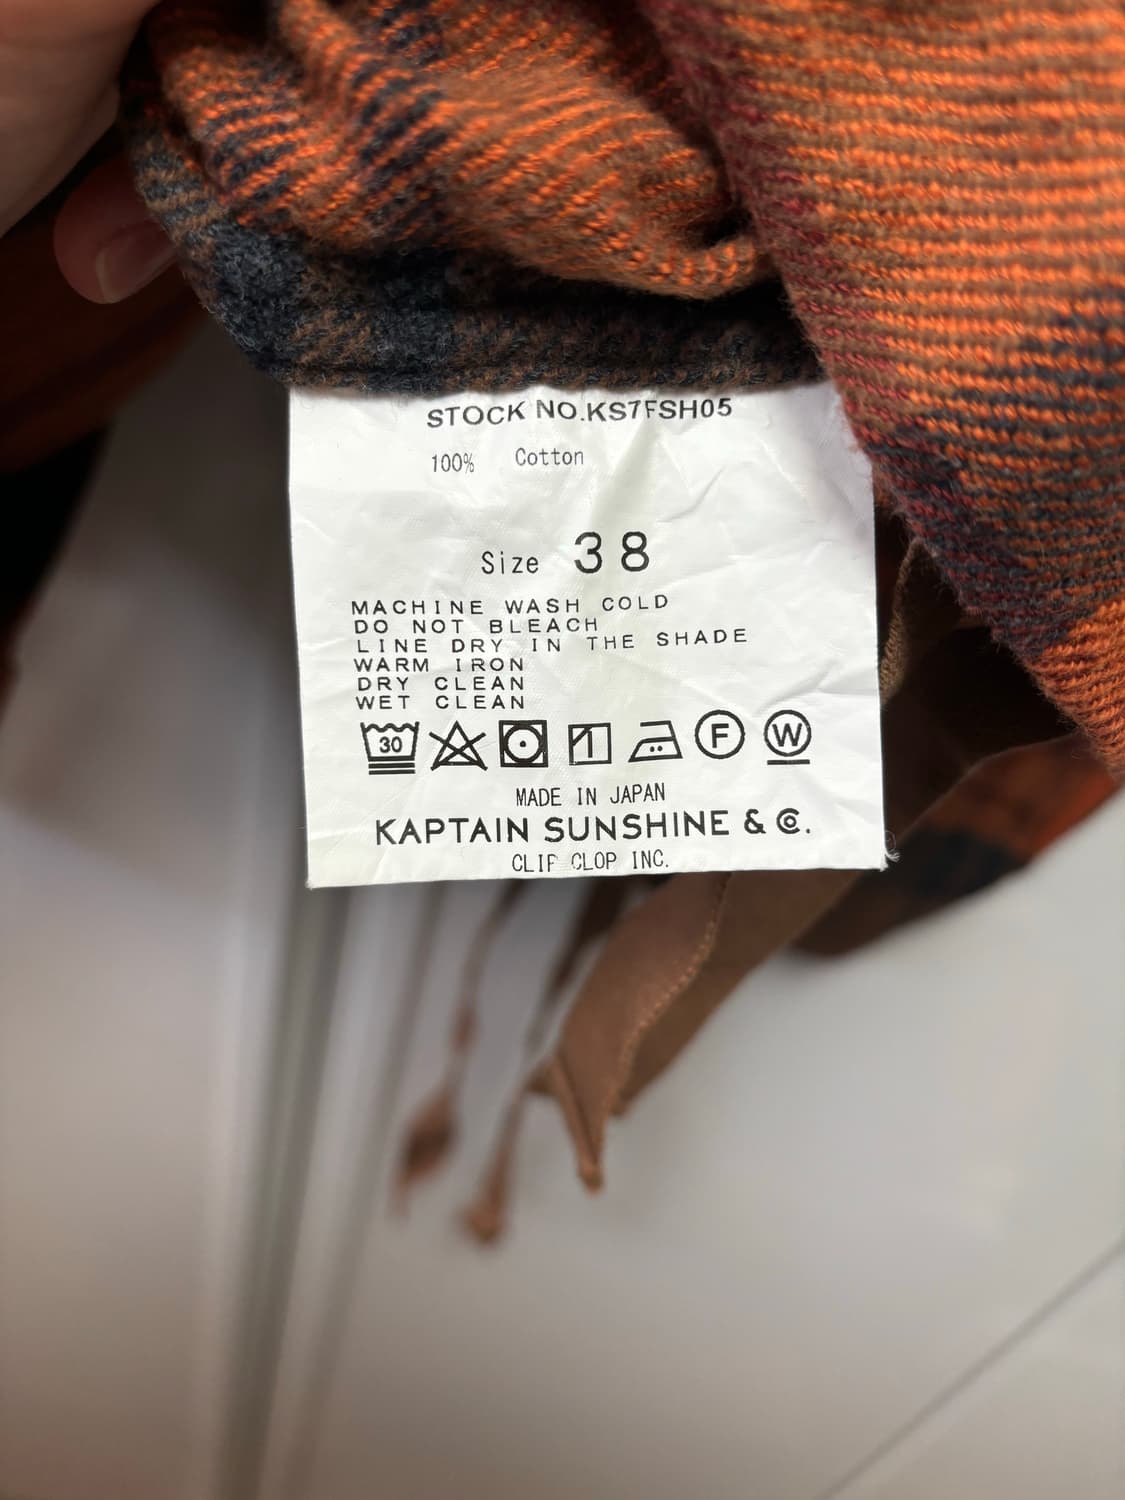 STOCK NO.KS7FSH05
100% Cotton
Size 38
MACHINE WASH COLD
DO NOT BLEACH
LINE DRY IN THE SHADE
WARM IRON
DRY CLEAN
WET CLEAN
30 F W
MADE IN JAPAN
KAPTAIN SUNSHINE & Co.
CLIP CLOP INC.